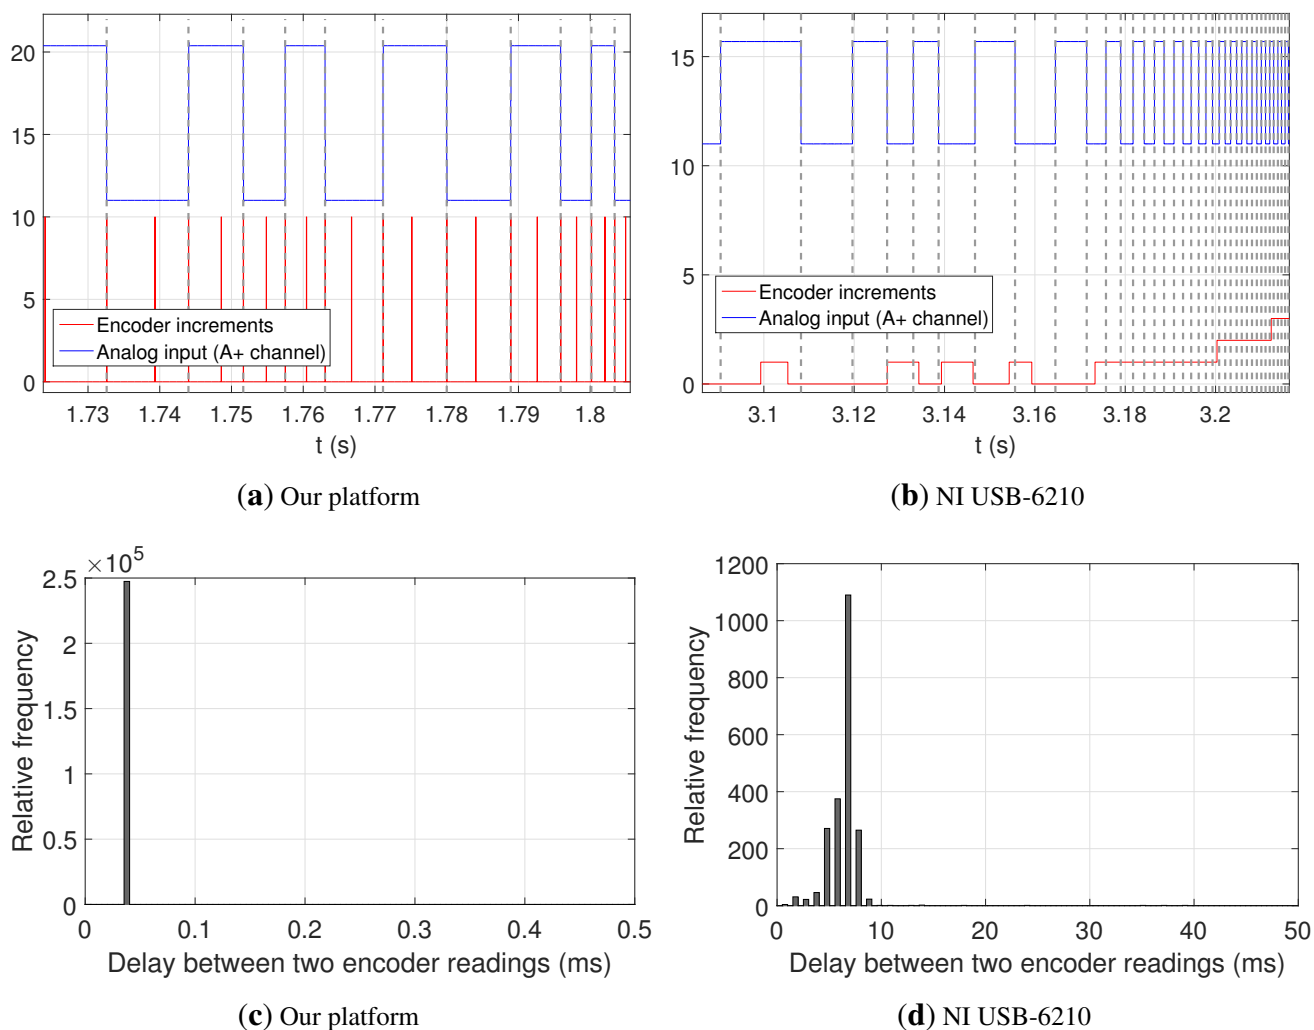 20
15
10
5
0
Encoder increments
Analog input (A+ channel)
1.73 1.74 1.75 1.76 1.77 1.78 1.79 1.8
t (s)
(a) Our platform
15
10
5
0
Encoder increments
Analog input (A+ channel)
3.1 3.12 3.14 3.16 3.18 3.2
t (s)
(b) NI USB-6210
×10⁵
2.5
2
1.5
1
0.5
0
Relative frequency
0 0.1 0.2 0.3 0.4 0.5
Delay between two encoder readings (ms)
(c) Our platform
1200
1000
800
600
400
200
0
Relative frequency
0 10 20 30 40 50
Delay between two encoder readings (ms)
(d) NI USB-6210